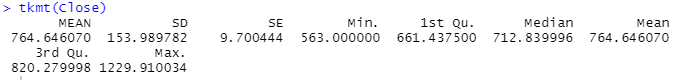 > tkmt(Close)
MEAN SD SE Min. 1st Qu. Median Mean
764.646070 153.989782 9.700444 563.000000 661.437500 712.839996 764.646070
3rd Qu. Max.
820.279998 1229.910034